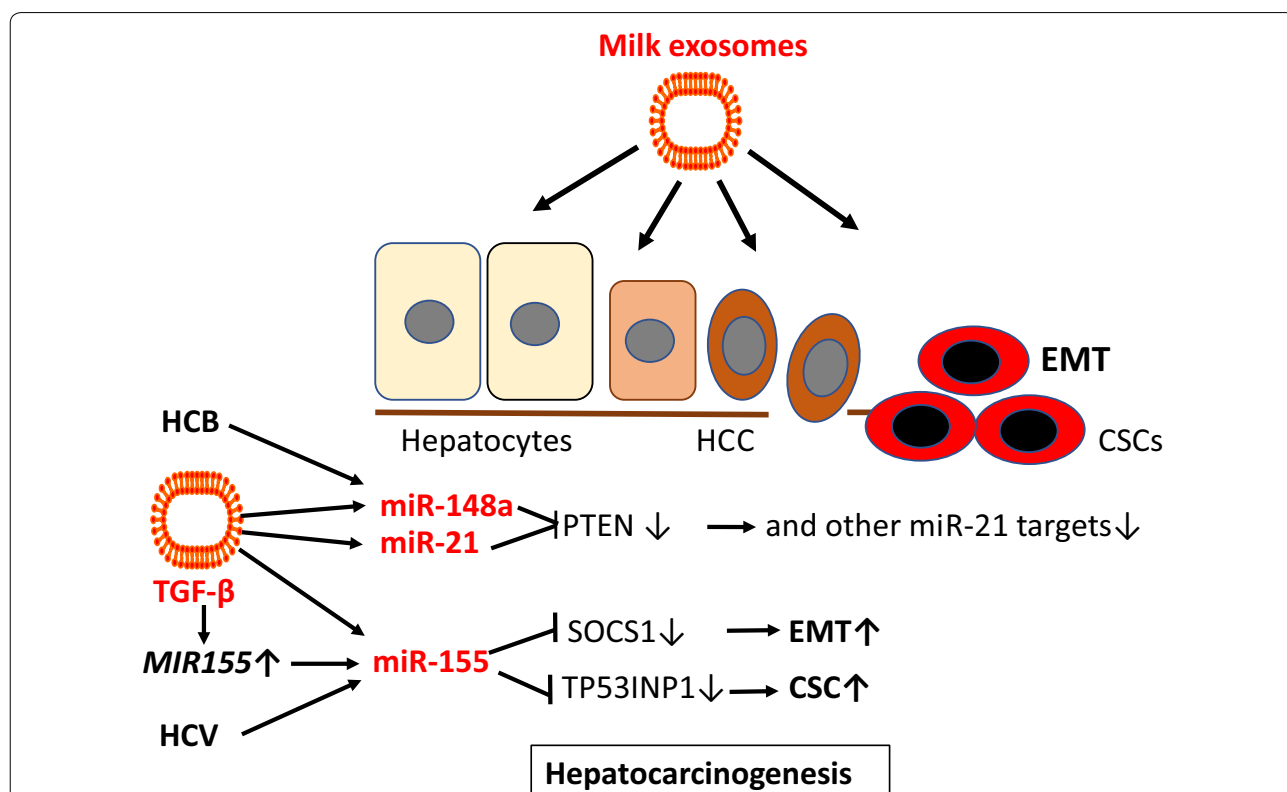 Milk exosomes
EMT
Hepatocytes
HCC
CSCs
HCB
miR-148a
miR-21
PTEN ↓
and other miR-21 targets↓
TGF-β
MIR155↑
miR-155
SOCS1↓
EMT↑
TP53INP1↓
CSC↑
HCV
Hepatocarcinogenesis